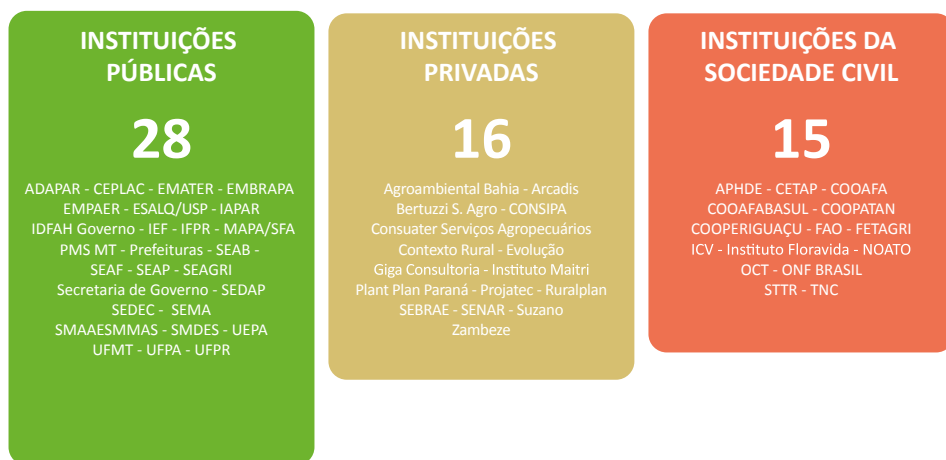 INSTITUIÇÕES
PÚBLICAS
28
ADAPAR - CEPLAC - EMATER - EMBRAPA
EMPAER - ESALQ/USP - IAPAR
IDFAH Governo - IEF - IFPR - MAPA/SFA
PMS MT - Prefeituras - SEAB -
SEAF - SEAP - SEAGRI
Secretaria de Governo - SEDAP
SEDEC - SEMA
SMAAESMMAS - SMDES - UEPA
UFMT - UFPA - UFPR
INSTITUIÇÕES
PRIVADAS
16
Agroambiental Bahia - Arcadis
Bertuzzi S. Agro - CONSIPA
Consuater Serviços Agropecuários
Contexto Rural - Evolução
Giga Consultoria - Instituto Maitri
Plant Plan Paraná - Projatec - Ruralplan
SEBRAE - SENAR - Suzano
Zambeze
INSTITUIÇÕES DA
SOCIEDADE CIVIL
15
APHDE - CETAP - COOAFA
COOAFABASUL - COOPATAN
COOPERIGUAÇU - FAO - FETAGRI
ICV - Instituto Floravida - NOATO
OCT - ONF BRASIL
STTR - TNC